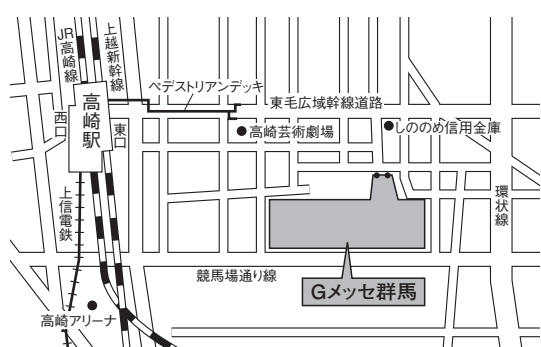 JR高崎線
上越新幹線
ペデストリアンデッキ
高崎駅
西口
東口
東毛広域幹線道路
高崎芸術劇場
しののめ信用金庫
上信電鉄
環状線
競馬場通り線
Gメッセ群馬
高崎アリーナ